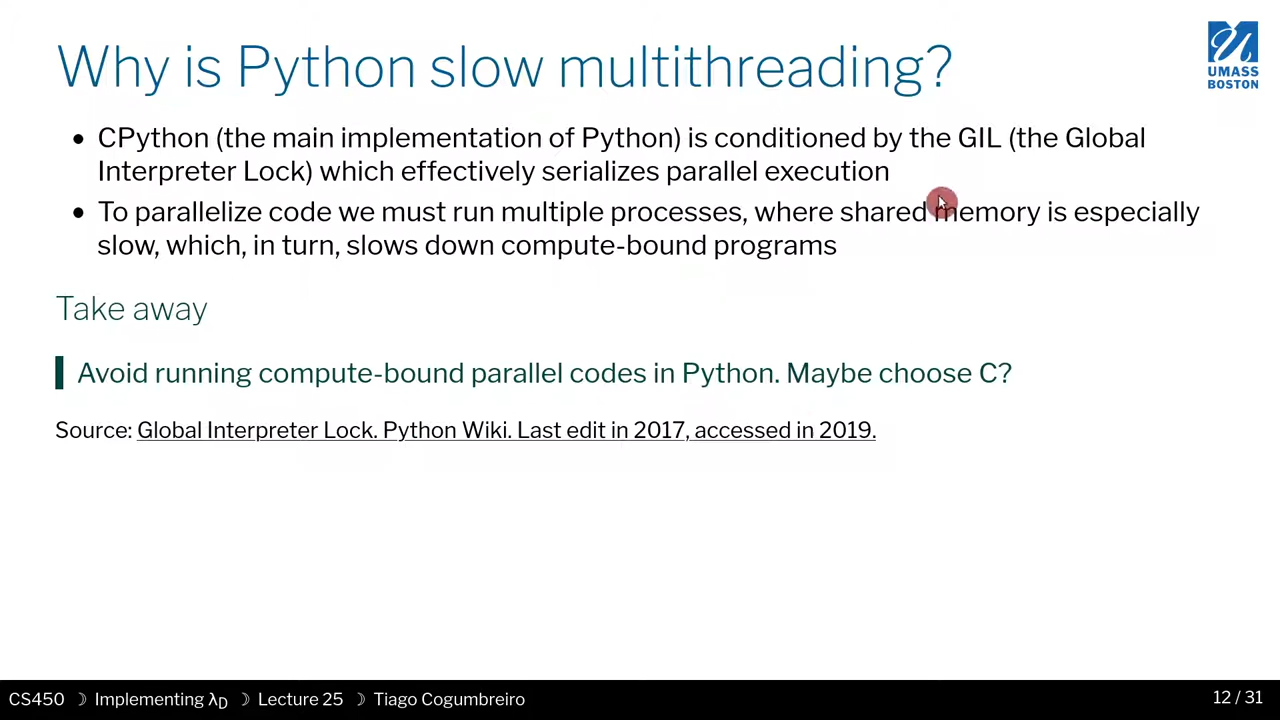 Why is Python slow multithreading?
UMASS
BOSTON
• CPython (the main implementation of Python) is conditioned by the GIL (the Global
Interpreter Lock) which effectively serializes parallel execution
• To parallelize code we must run multiple processes, where shared memory is especially
slow, which, in turn, slows down compute-bound programs
Take away
Avoid running compute-bound parallel codes in Python. Maybe choose C?
Source: Global Interpreter Lock. Python Wiki. Last edit in 2017, accessed in 2019.
CS450 ☽ Implementing λD ☽ Lecture 25 ☽ Tiago Cogumbreiro
12 / 31